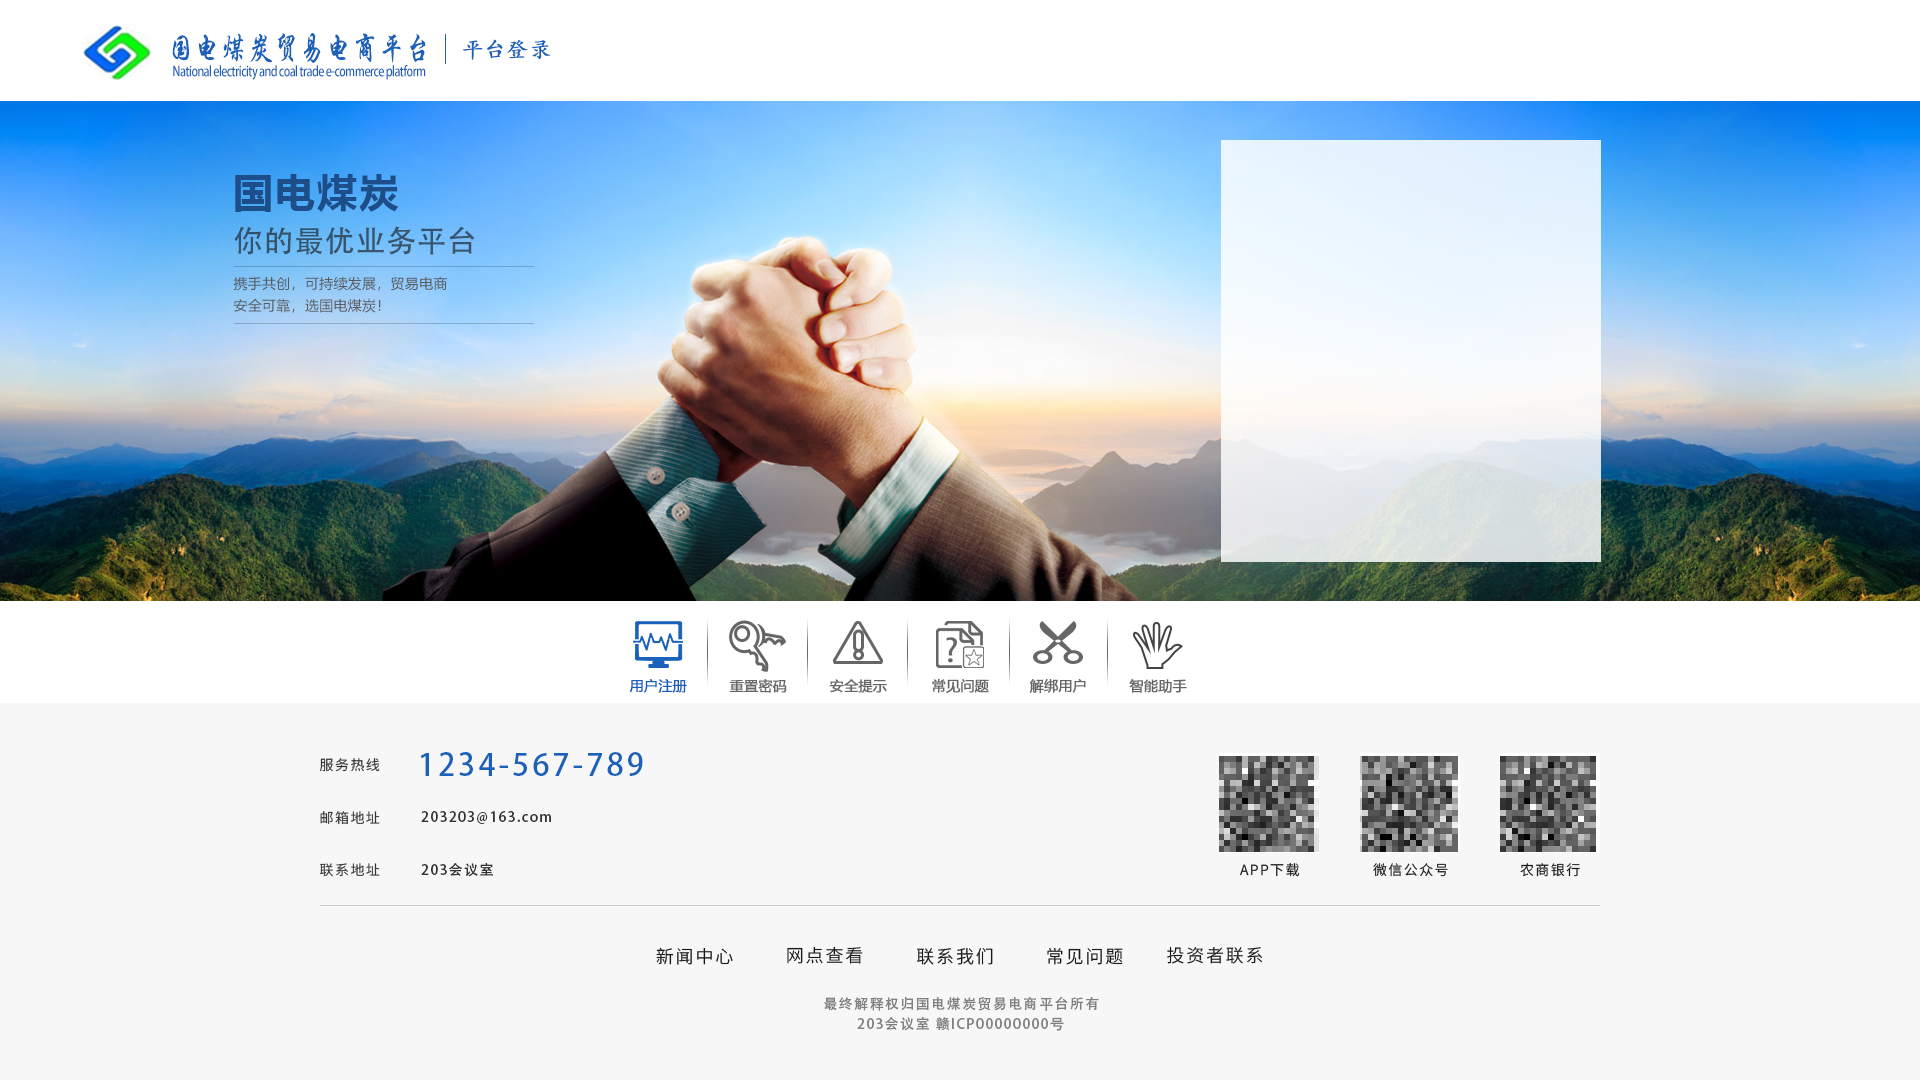 国电煤炭贸易电商平台
National electricity and coal trade e-commerce platform
平台登录
国电煤炭
你的最优业务平台
携手共创，可持续发展，贸易电商
安全可靠，选国电煤炭！
用户注册
重置密码
安全提示
常见问题
解绑用户
智能助手
服务热线
1234-567-789
邮箱地址
203203@163.com
联系地址
203会议室
APP下载
微信公众号
农商银行
新闻中心
网点查看
联系我们
常见问题
投资者联系
最终解释权归国电煤炭贸易电商平台所有
203会议室 赣ICP00000000号